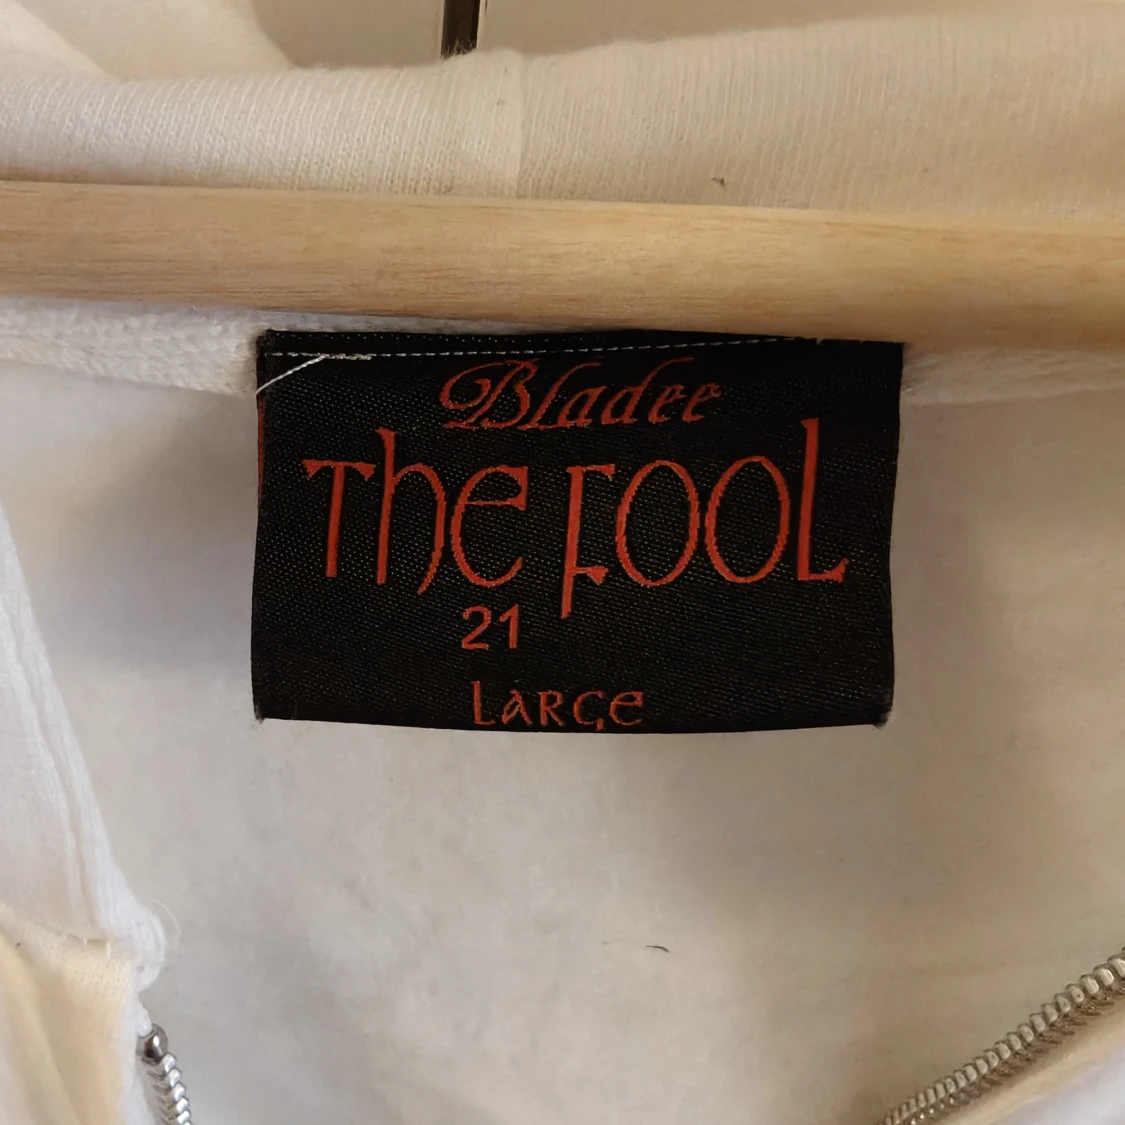 Bladee
The Fool
21
Large